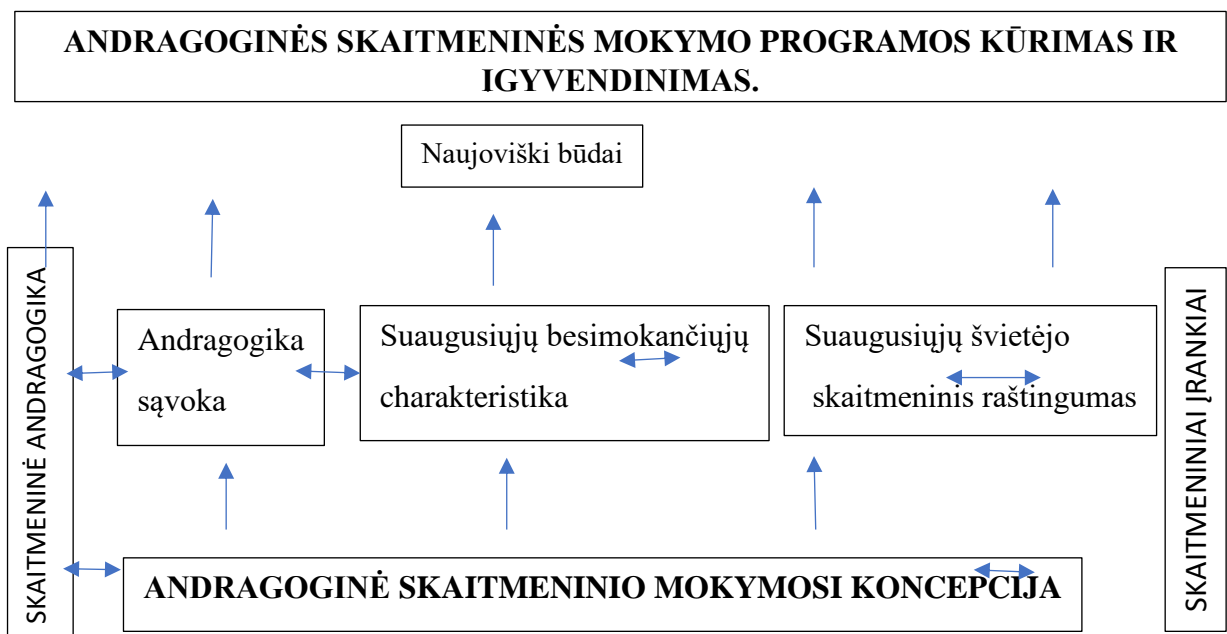 ANDRAGOGINĖS SKAITMENINĖS MOKYMO PROGRAMOS KŪRIMAS IR
IGYVENDINIMAS.
Naujoviški būdai
SKAITMENINĖ ANDRAGOGIKA
Andragogika
sąvoka
Suaugusiųjų besimokančiųjų
charakteristika
Suaugusiųjų švietėjo
skaitmeninis raštingumas
SKAITMENINIAI ĮRANKIAI
ANDRAGOGINĖ SKAITMENINIO MOKYMOSI KONCEPCIJA